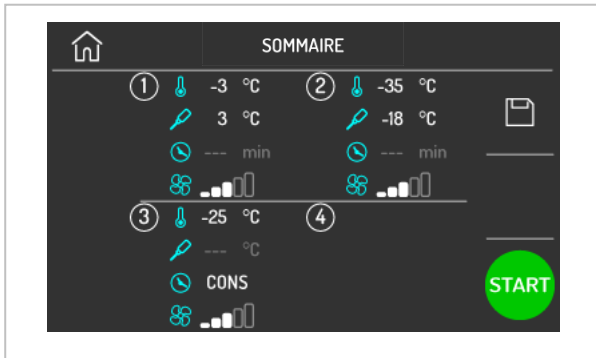 SOMMAIRE
1 -3 °C 2 -35 °C
3 °C -18 °C
--- min --- min
3 -25 °C 4
--- °C
CONS
START